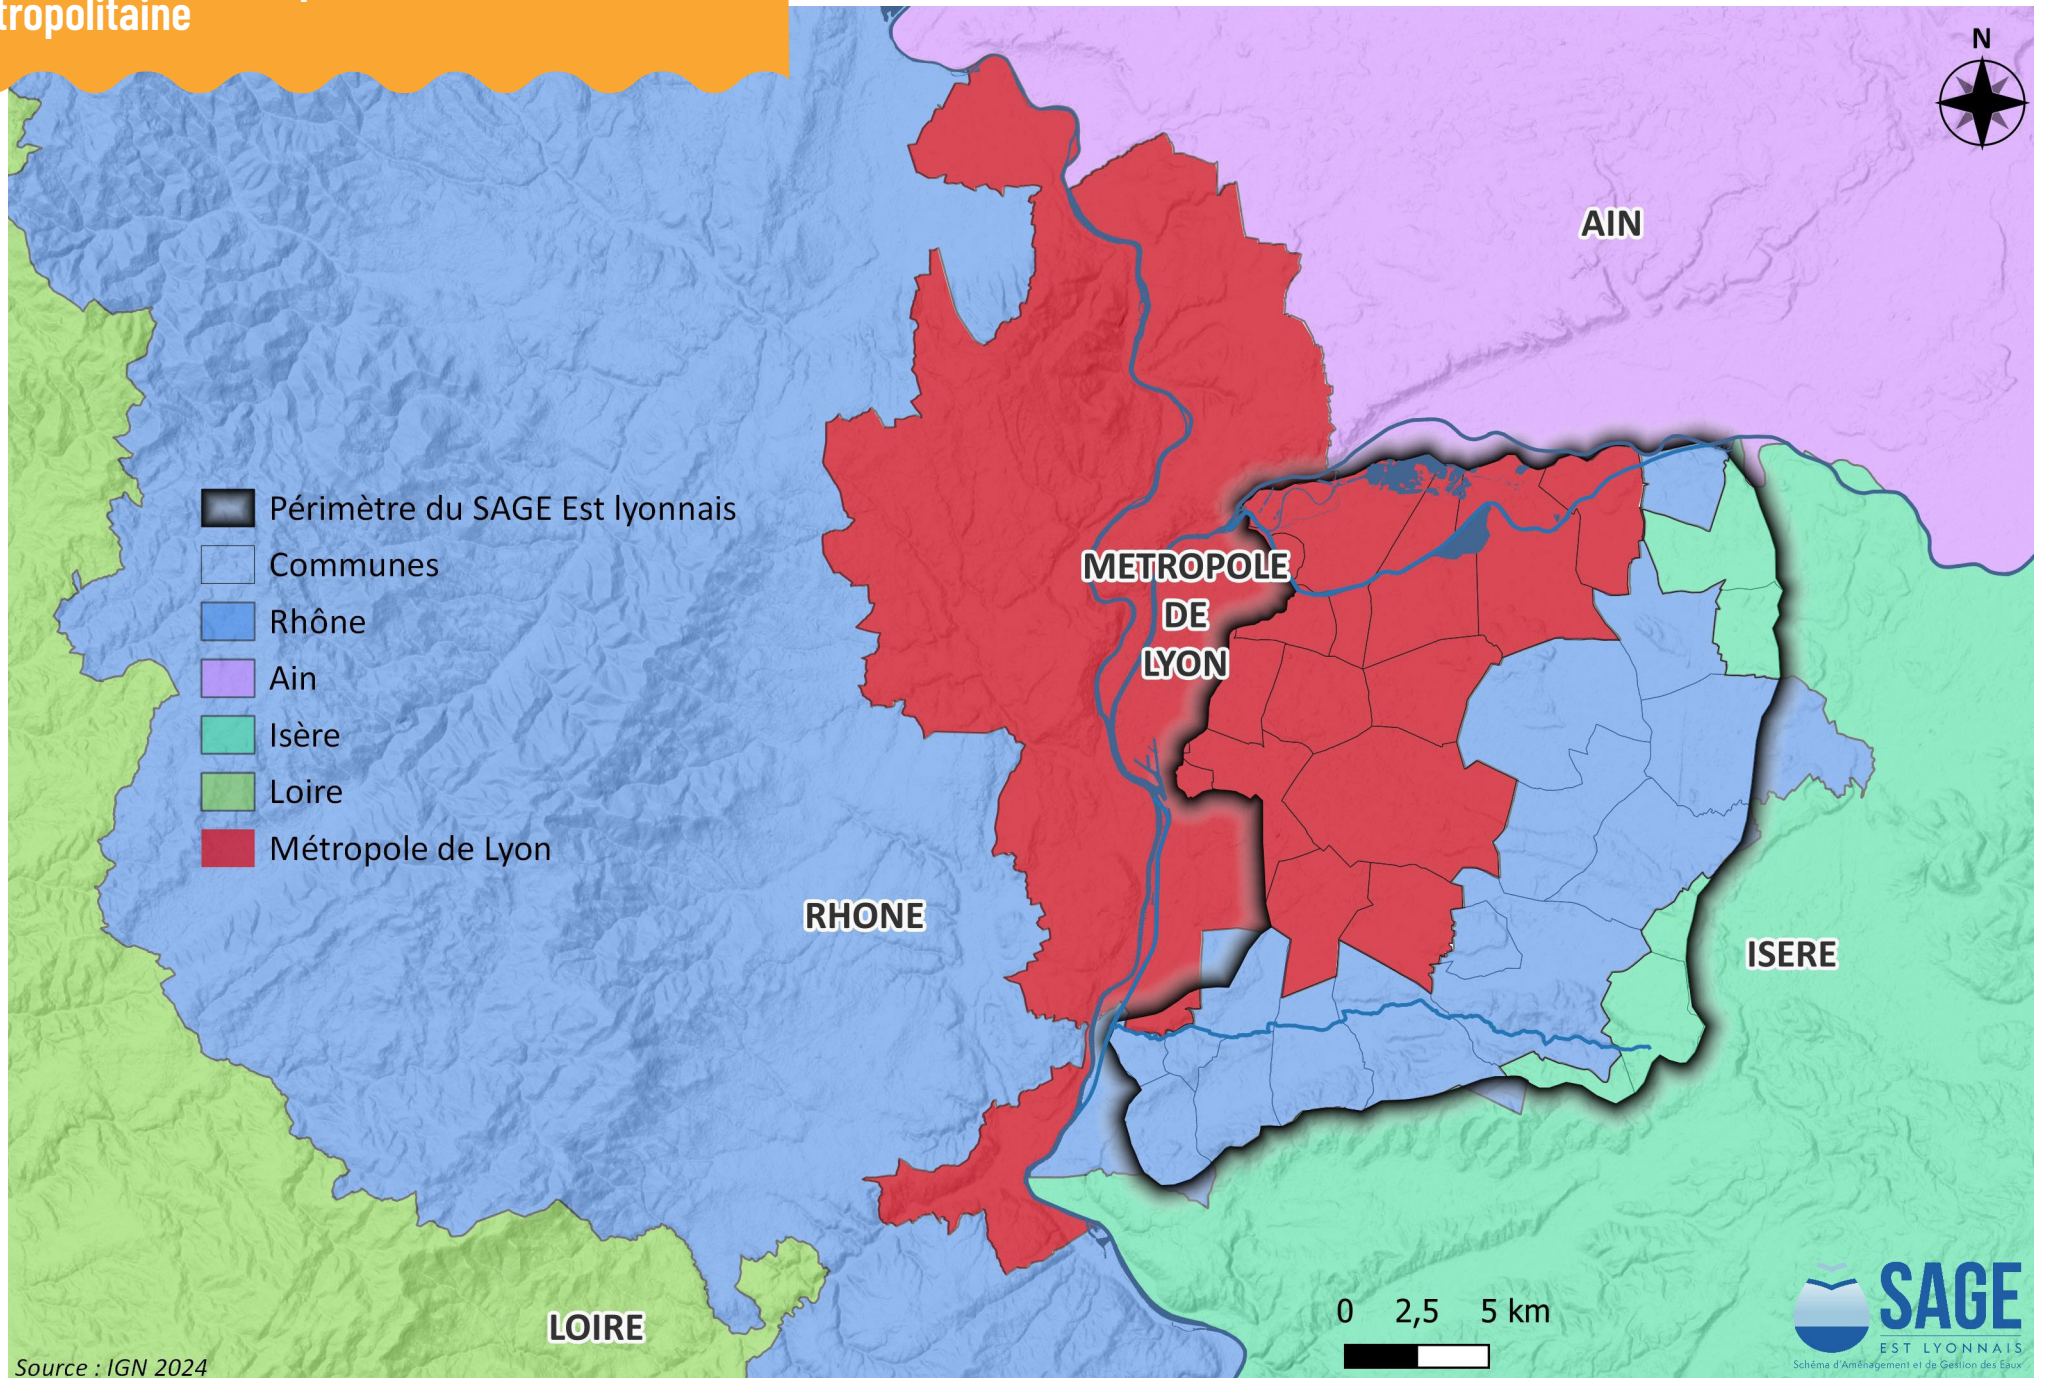 tropolitaine
N
AIN
Périmètre du SAGE Est lyonnais
Communes
Rhône
Ain
Isère
Loire
Métropole de Lyon
METROPOLE
DE
LYON
RHONE
ISERE
LOIRE
0 2,5 5 km
Source : IGN 2024
SAGE
EST LYONNAIS
Schéma d'Aménagement et de Gestion des Eaux